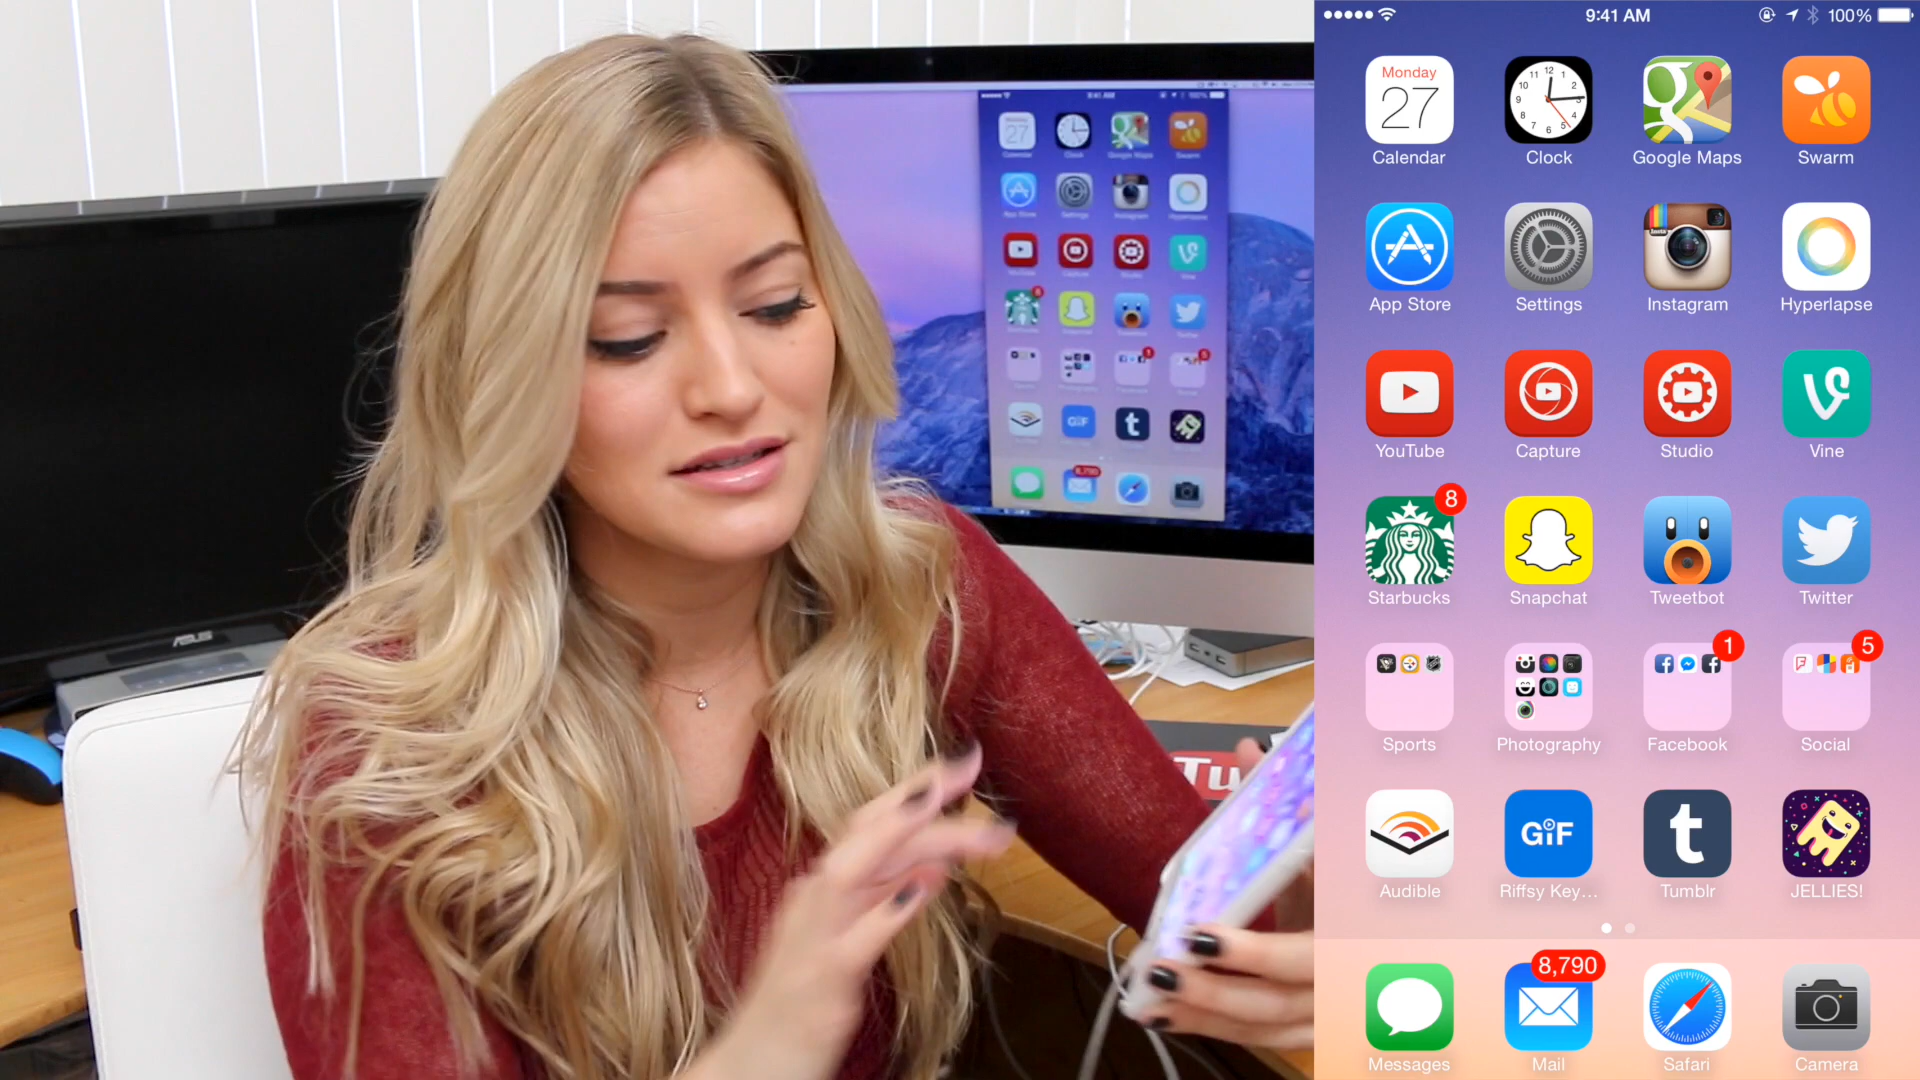 9:41 AM 100%
Monday
27
Calendar Clock Google Maps Swarm
App Store Settings Instagram Hyperlapse
YouTube Capture Studio Vine
8
Starbucks Snapchat Tweetbot Twitter
1 5
Sports Photography Facebook Social
GIF t
Audible Riffsy Key... Tumblr JELLIES!
8,790
Messages Mail Safari Camera
ASUS
Tu